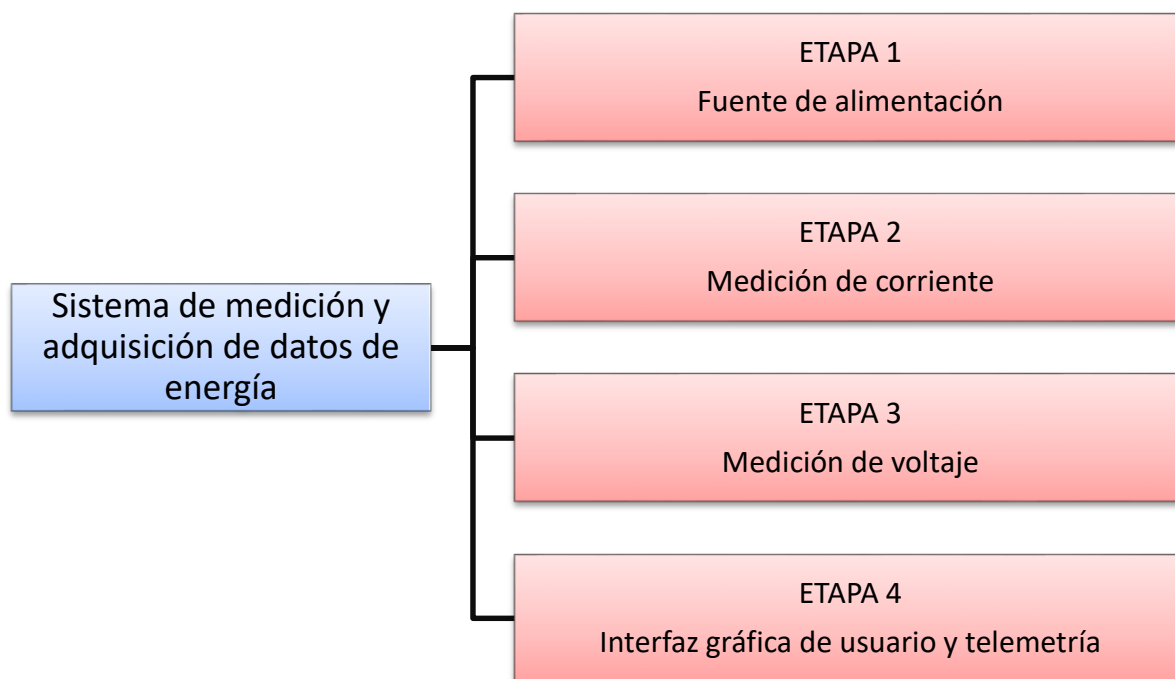 ETAPA 1
Fuente de alimentación
ETAPA 2
Medición de corriente
Sistema de medición y
adquisición de datos de
energía
ETAPA 3
Medición de voltaje
ETAPA 4
Interfaz gráfica de usuario y telemetría